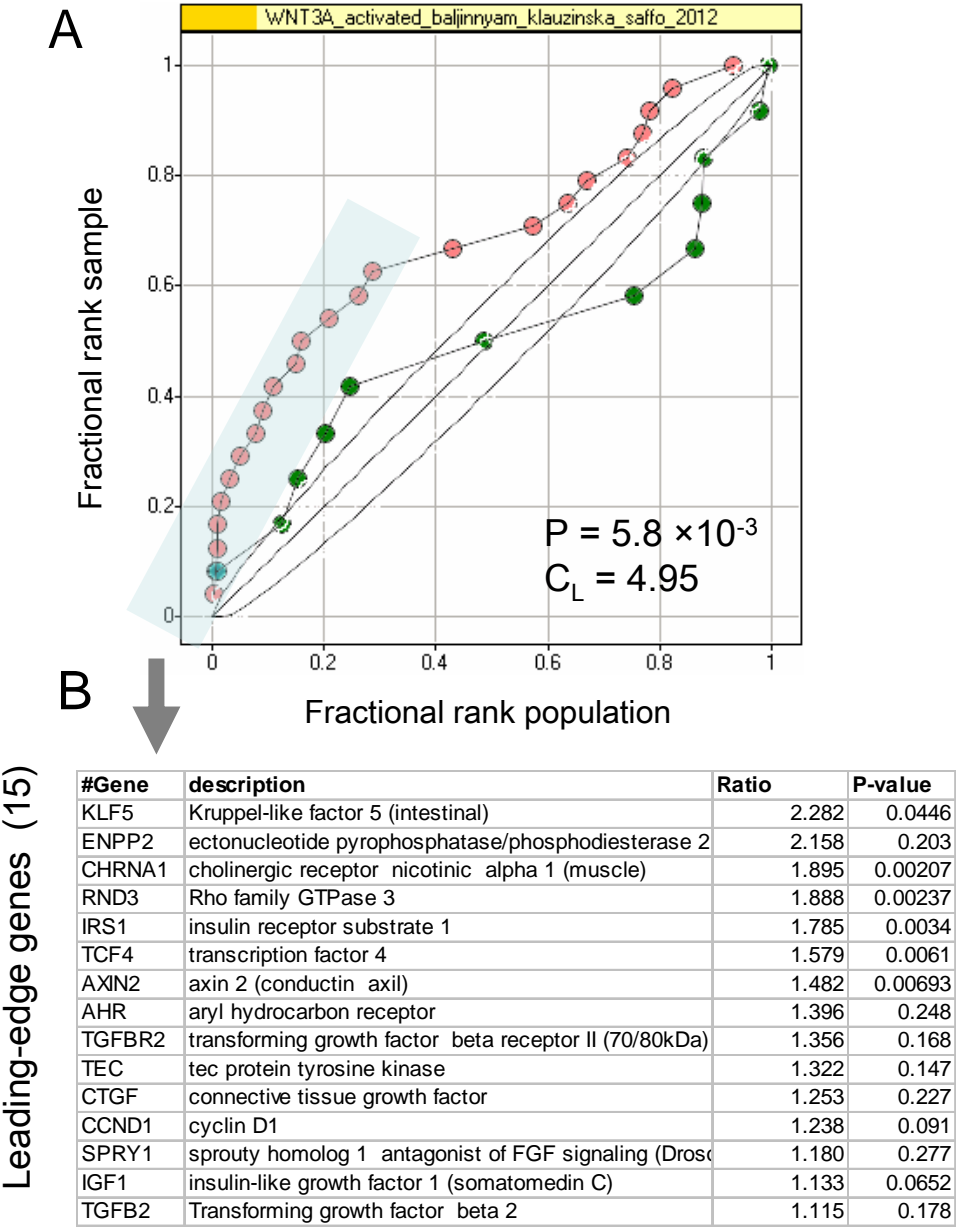 A
WNT3A_activated_baljinnyam_klauzinska_saffo_2012
Fractional rank sample
1
0.8
0.6
0.4
0.2
0
P = 5.8 ×10-3
CL = 4.95
0 0.2 0.4 0.6 0.8 1
Fractional rank population
B
Leading-edge genes (15)
#Gene description Ratio P-value
KLF5 Kruppel-like factor 5 (intestinal) 2.282 0.0446
ENPP2 ectonucleotide pyrophosphatase/phosphodiesterase 2 2.158 0.203
CHRNA1 cholinergic receptor nicotinic alpha 1 (muscle) 1.895 0.00207
RND3 Rho family GTPase 3 1.888 0.00237
IRS1 insulin receptor substrate 1 1.785 0.0034
TCF4 transcription factor 4 1.579 0.0061
AXIN2 axin 2 (conductin axil) 1.482 0.00693
AHR aryl hydrocarbon receptor 1.396 0.248
TGFBR2 transforming growth factor beta receptor II (70/80kDa) 1.356 0.168
TEC tec protein tyrosine kinase 1.322 0.147
CTGF connective tissue growth factor 1.253 0.227
CCND1 cyclin D1 1.238 0.091
SPRY1 sprouty homolog 1 antagonist of FGF signaling (Droso 1.180 0.277
IGF1 insulin-like growth factor 1 (somatomedin C) 1.133 0.0652
TGFB2 Transforming growth factor beta 2 1.115 0.178